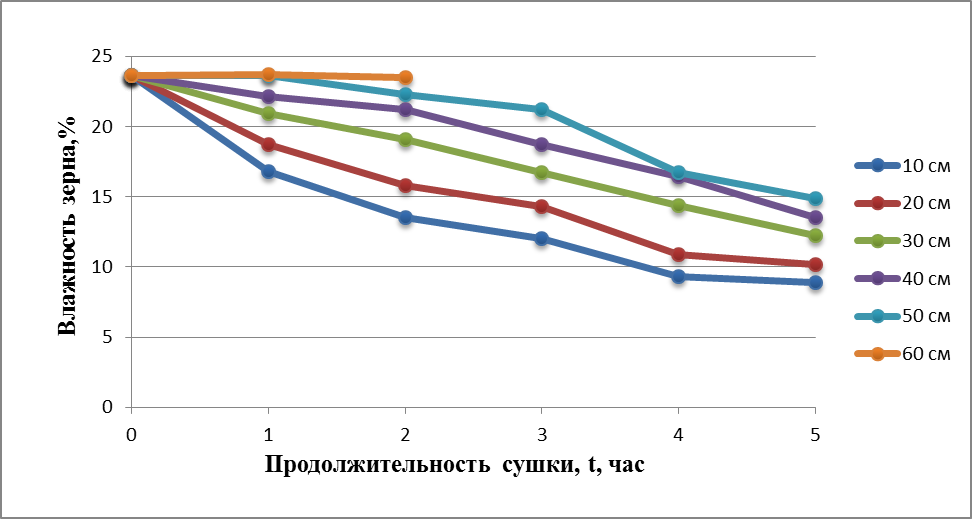 25
20
15
10
5
0
Влажность зерна,%
0 1 2 3 4 5
Продолжительность сушки, t, час
10 см
20 см
30 см
40 см
50 см
60 см